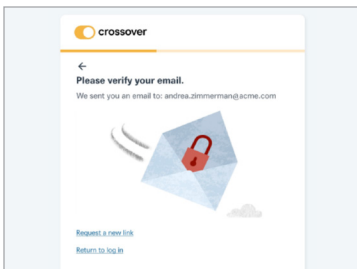 crossover
Please verify your email.
We sent you an email to: andrea.zimmerman@acme.com
Request a new link
Return to log in